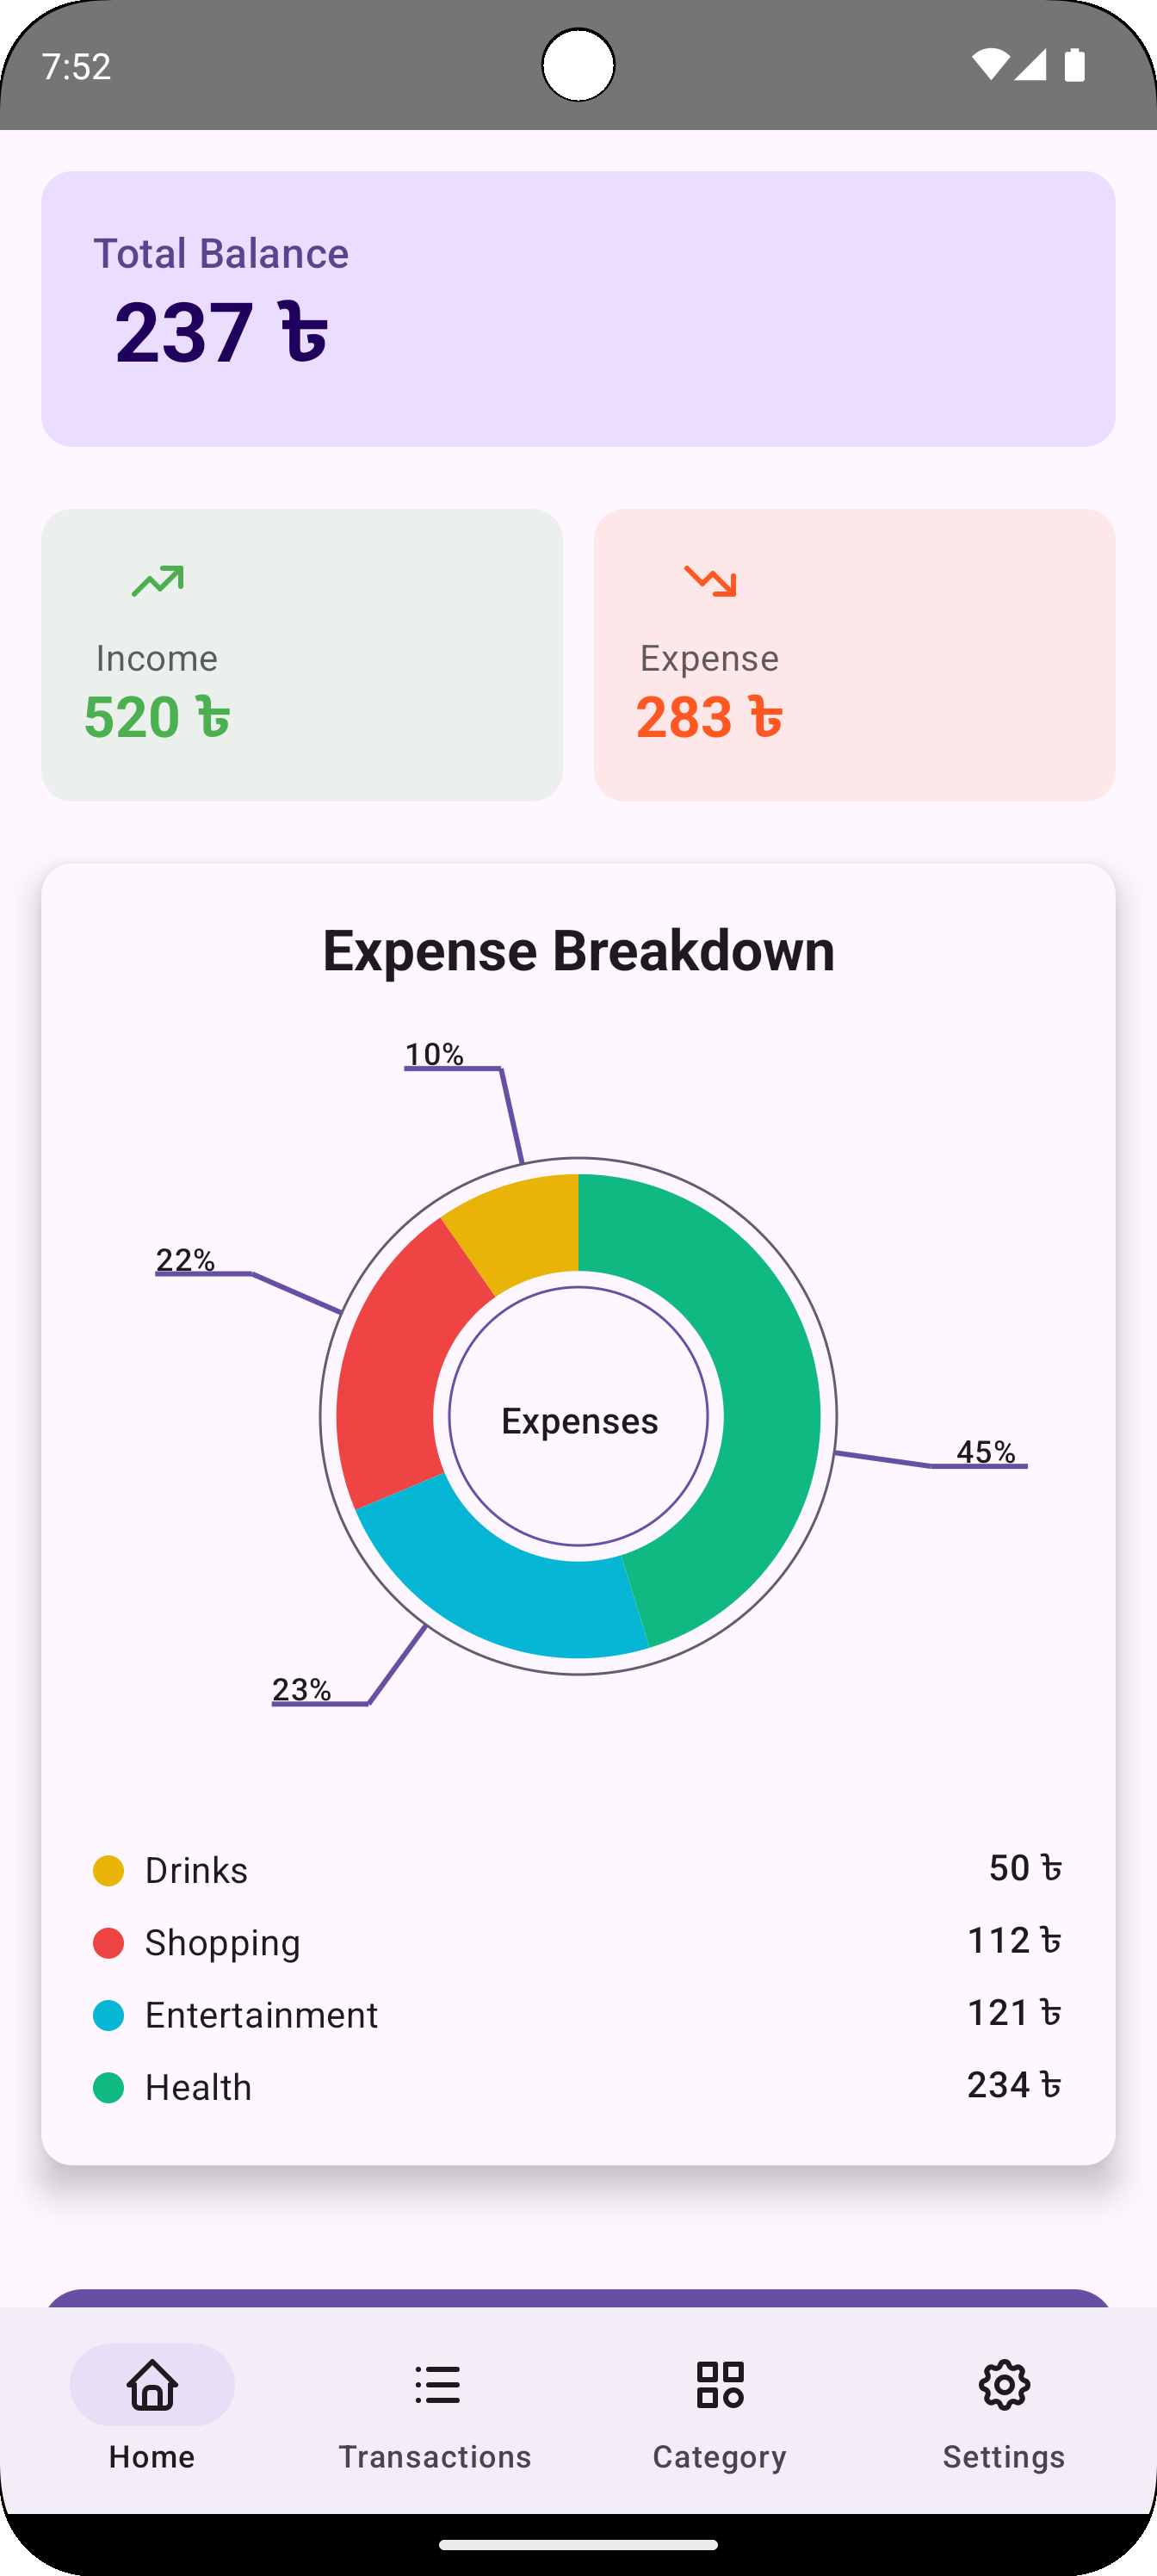 7:52
Total Balance
237 ৳
Income
520 ৳
Expense
283 ৳
Expense Breakdown
10%
22%
Expenses
45%
23%
Drinks 50 ৳
Shopping 112 ৳
Entertainment 121 ৳
Health 234 ৳
Home Transactions Category Settings